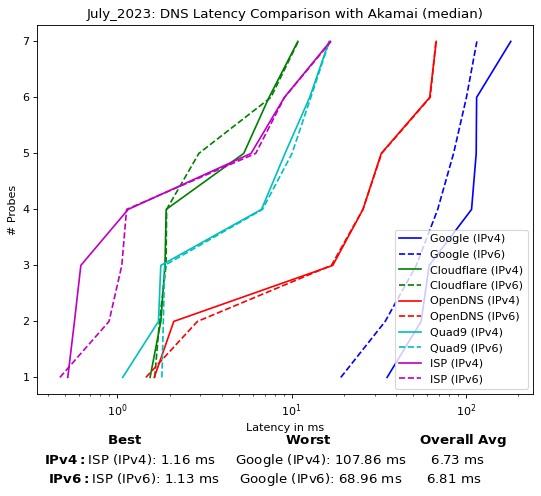 July_2023: DNS Latency Comparison with Akamai (median)
7
6
5
4
3
2
1
# Probes
Google (IPv4)
Google (IPv6)
Cloudflare (IPv4)
Cloudflare (IPv6)
OpenDNS (IPv4)
OpenDNS (IPv6)
Quad9 (IPv4)
Quad9 (IPv6)
ISP (IPv4)
ISP (IPv6)
10⁰ 10¹ 10²
Latency in ms
Best Worst Overall Avg
IPv4: ISP (IPv4): 1.16 ms Google (IPv4): 107.86 ms 6.73 ms
IPv6: ISP (IPv6): 1.13 ms Google (IPv6): 68.96 ms 6.81 ms